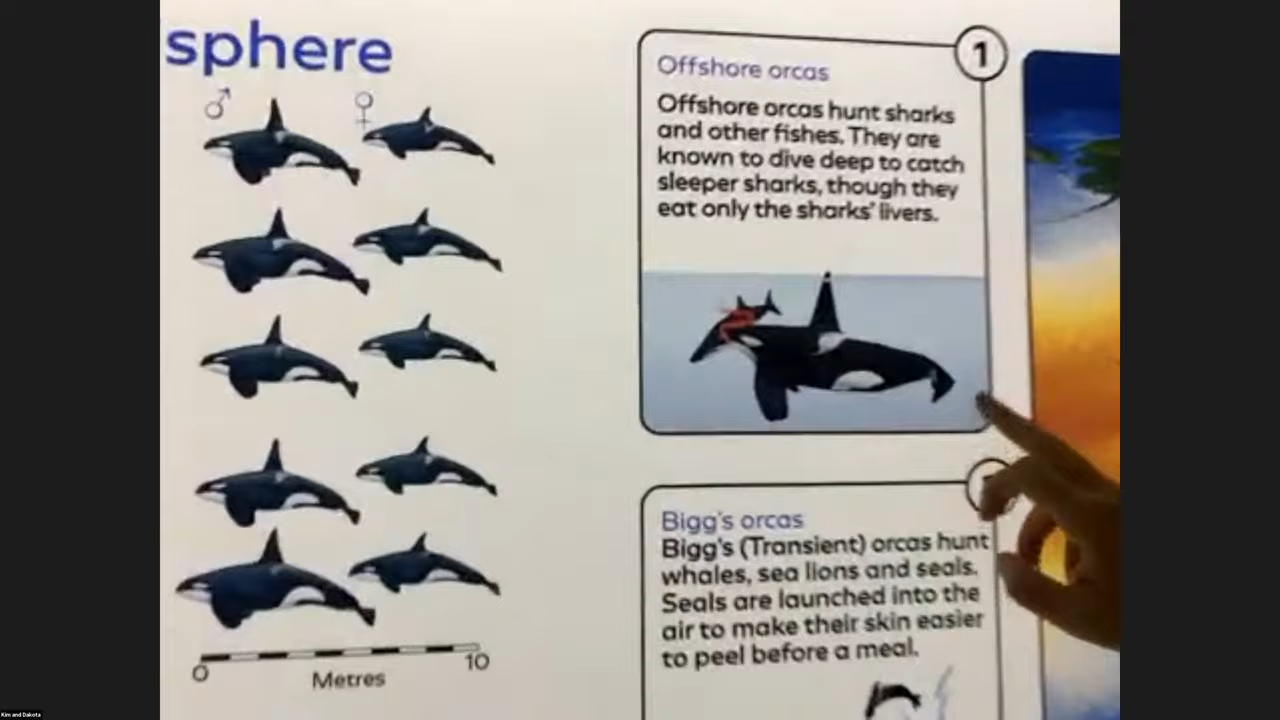 sphere
♂ ♀
0 10
Metres
1
Offshore orcas
Offshore orcas hunt sharks
and other fishes. They are
known to dive deep to catch
sleeper sharks, though they
eat only the sharks' livers.
Bigg's orcas
Bigg's (Transient) orcas hunt
whales, sea lions and seals.
Seals are launched into the
air to make their skin easier
to peel before a meal.
Kim and Dakota